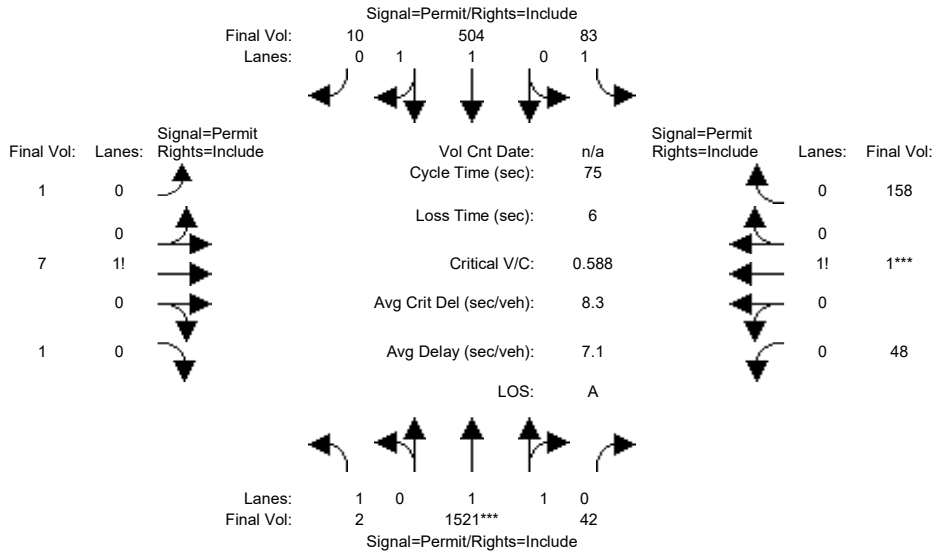 Signal=Permit/Rights=Include
Final Vol: 10 504 83
Lanes: 0 1 1 0 1
Signal=Permit
Final Vol: Lanes: Rights=Include
Vol Cnt Date: n/a
Signal=Permit
Rights=Include Lanes: Final Vol:
Cycle Time (sec): 75
1 0
0 158
Loss Time (sec): 6
0
0
7 1!
Critical V/C: 0.588
1! 1***
0
Avg Crit Del (sec/veh): 8.3
0
1 0
Avg Delay (sec/veh): 7.1
0 48
LOS: A
Lanes: 1 0 1 1 0
Final Vol: 2 1521*** 42
Signal=Permit/Rights=Include